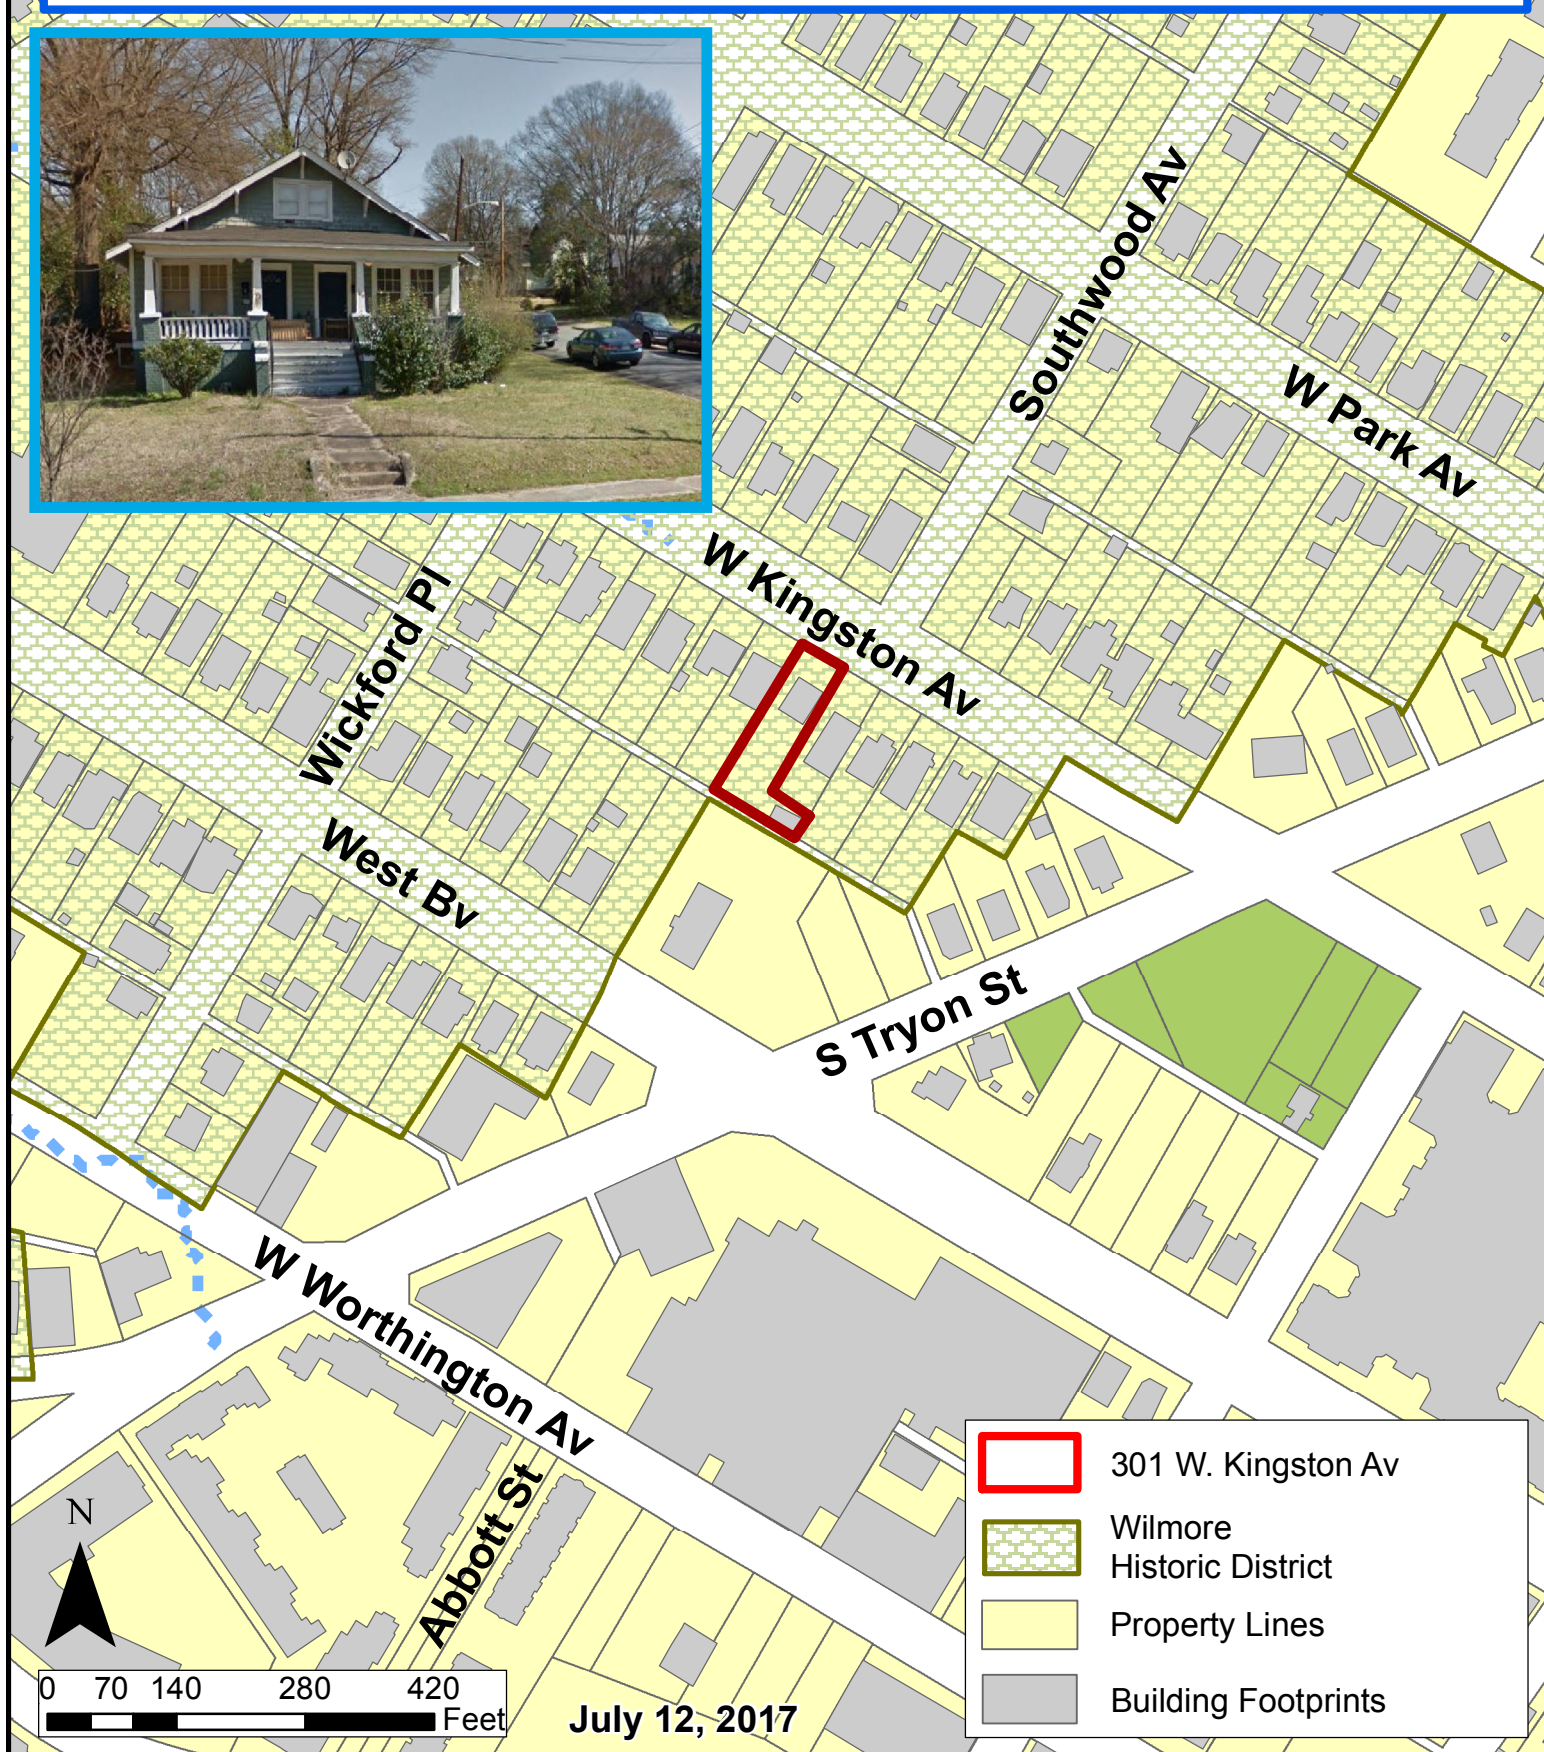 Southwood Av
W Park Av
W Kingston Av
Wickford Pl
West Bv
S Tryon St
W Worthington Av
Abbott St
301 W. Kingston Av
Wilmore
Historic District
Property Lines
Building Footprints
N
0 70 140 280 420
Feet
July 12, 2017